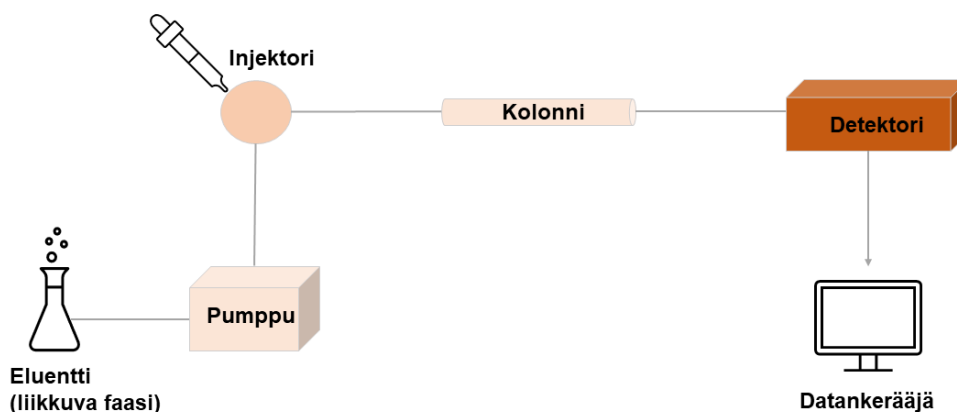 Injektori
Kolonni
Detektori
Pumppu
Eluentti
(liikkuva faasi)
Datankerääjä